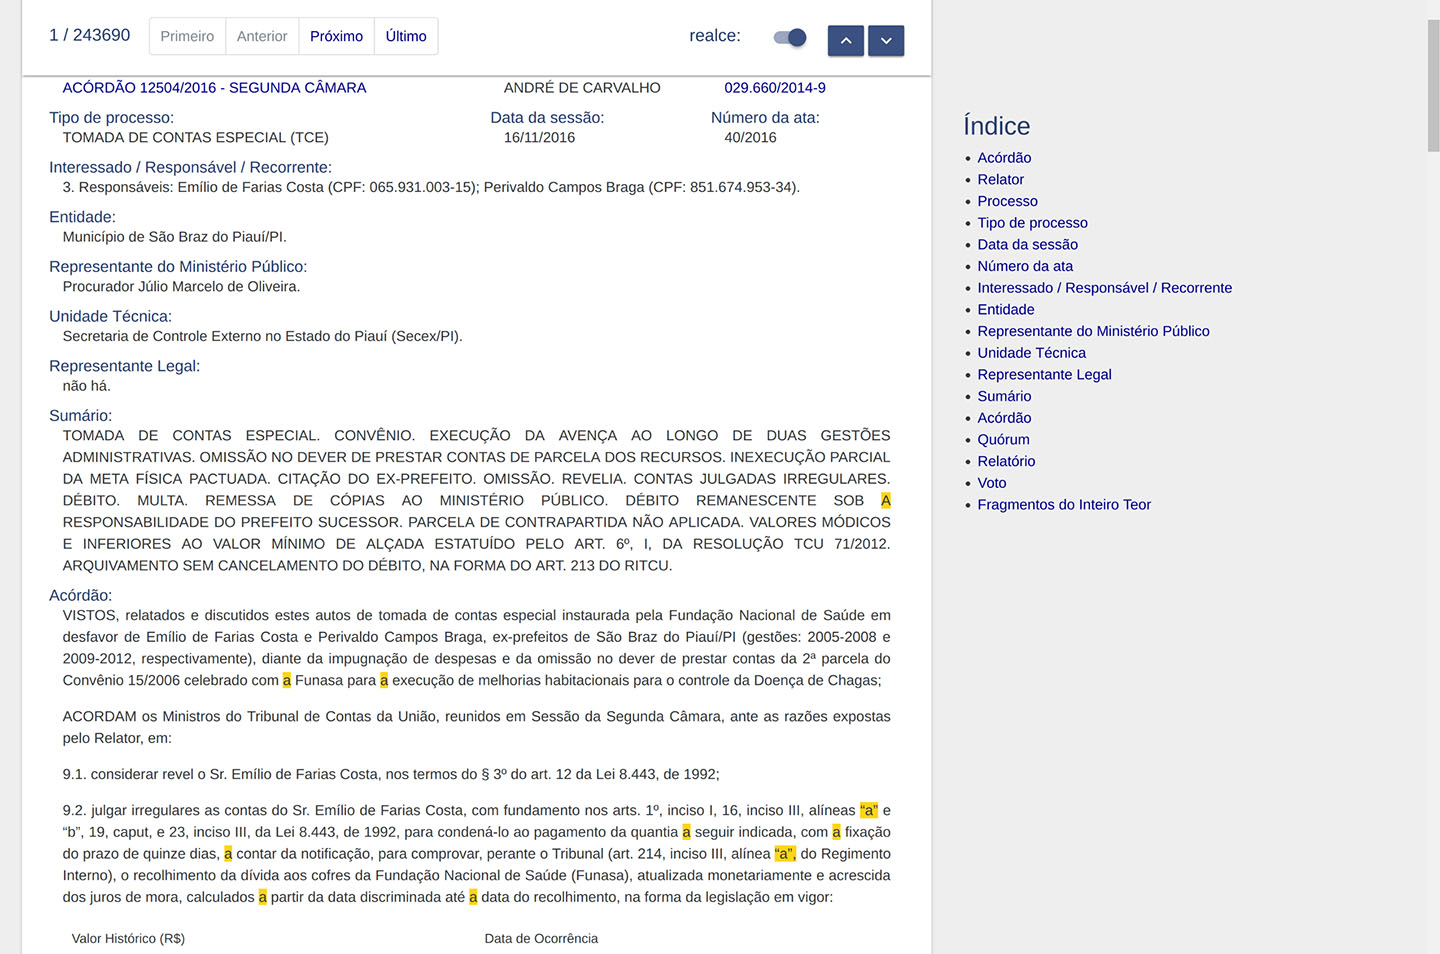 1 / 243690 Primeiro Anterior Próximo Último realce:
ACÓRDÃO 12504/2016 - SEGUNDA CÂMARA ANDRÉ DE CARVALHO 029.660/2014-9
Tipo de processo: Data da sessão: Número da ata:
TOMADA DE CONTAS ESPECIAL (TCE) 16/11/2016 40/2016
Interessado / Responsável / Recorrente:
3. Responsáveis: Emílio de Farias Costa (CPF: 065.931.003-15); Perivaldo Campos Braga (CPF: 851.674.953-34).
Entidade:
Município de São Braz do Piauí/PI.
Representante do Ministério Público:
Procurador Júlio Marcelo de Oliveira.
Unidade Técnica:
Secretaria de Controle Externo no Estado do Piauí (Secex/PI).
Representante Legal:
não há.
Sumário:
TOMADA DE CONTAS ESPECIAL. CONVÊNIO. EXECUÇÃO DA AVENÇA AO LONGO DE DUAS GESTÕES
ADMINISTRATIVAS. OMISSÃO NO DEVER DE PRESTAR CONTAS DE PARCELA DOS RECURSOS. INEXECUÇÃO PARCIAL
DA META FÍSICA PACTUADA. CITAÇÃO DO EX-PREFEITO. OMISSÃO. REVELIA. CONTAS JULGADAS IRREGULARES.
DÉBITO. MULTA. REMESSA DE CÓPIAS AO MINISTÉRIO PÚBLICO. DÉBITO REMANESCENTE SOB A
RESPONSABILIDADE DO PREFEITO SUCESSOR. PARCELA DE CONTRAPARTIDA NÃO APLICADA. VALORES MÓDICOS
E INFERIORES AO VALOR MÍNIMO DE ALÇADA ESTATUÍDO PELO ART. 6º, I, DA RESOLUÇÃO TCU 71/2012.
ARQUIVAMENTO SEM CANCELAMENTO DO DÉBITO, NA FORMA DO ART. 213 DO RITCU.
Acórdão:
VISTOS, relatados e discutidos estes autos de tomada de contas especial instaurada pela Fundação Nacional de Saúde em
desfavor de Emílio de Farias Costa e Perivaldo Campos Braga, ex-prefeitos de São Braz do Piauí/PI (gestões: 2005-2008 e
2009-2012, respectivamente), diante da impugnação de despesas e da omissão no dever de prestar contas da 2ª parcela do
Convênio 15/2006 celebrado com a Funasa para a execução de melhorias habitacionais para o controle da Doença de Chagas;
ACORDAM os Ministros do Tribunal de Contas da União, reunidos em Sessão da Segunda Câmara, ante as razões expostas
pelo Relator, em:
9.1. considerar revel o Sr. Emílio de Farias Costa, nos termos do § 3º do art. 12 da Lei 8.443, de 1992;
9.2. julgar irregulares as contas do Sr. Emílio de Farias Costa, com fundamento nos arts. 1º, inciso I, 16, inciso III, alíneas “a” e
“b”, 19, caput, e 23, inciso III, da Lei 8.443, de 1992, para condená-lo ao pagamento da quantia a seguir indicada, com a fixação
do prazo de quinze dias, a contar da notificação, para comprovar, perante o Tribunal (art. 214, inciso III, alínea “a”, do Regimento
Interno), o recolhimento da dívida aos cofres da Fundação Nacional de Saúde (Funasa), atualizada monetariamente e acrescida
dos juros de mora, calculados a partir da data discriminada até a data do recolhimento, na forma da legislação em vigor:
Valor Histórico (R$) Data de Ocorrência
Índice
• Acórdão
• Relator
• Processo
• Tipo de processo
• Data da sessão
• Número da ata
• Interessado / Responsável / Recorrente
• Entidade
• Representante do Ministério Público
• Unidade Técnica
• Representante Legal
• Sumário
• Acórdão
• Quórum
• Relatório
• Voto
• Fragmentos do Inteiro Teor